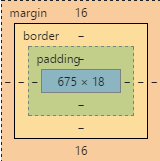 margin 16
border –
padding –
– – – 675 × 18 – – –
–
–
16